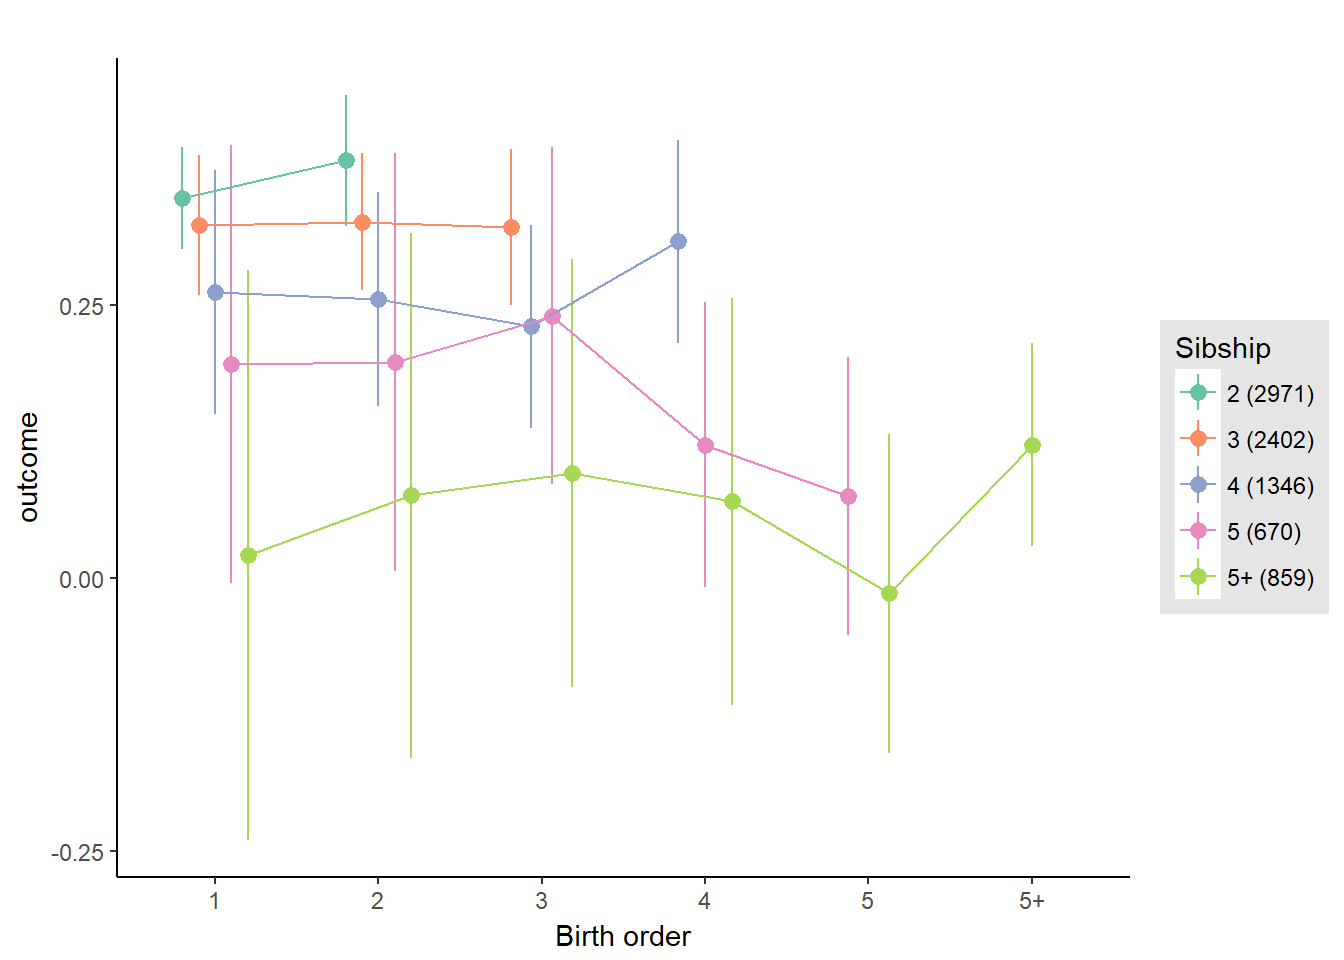 outcome
0.25
0.00
-0.25
1 2 3 4 5 5+
Birth order
Sibship
2 (2971)
3 (2402)
4 (1346)
5 (670)
5+ (859)